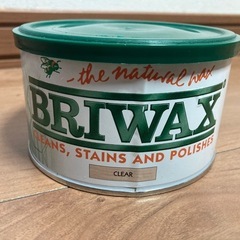 the natural wax
BRIWAX
CLEANS, STAINS AND POLISHES
CLEAR